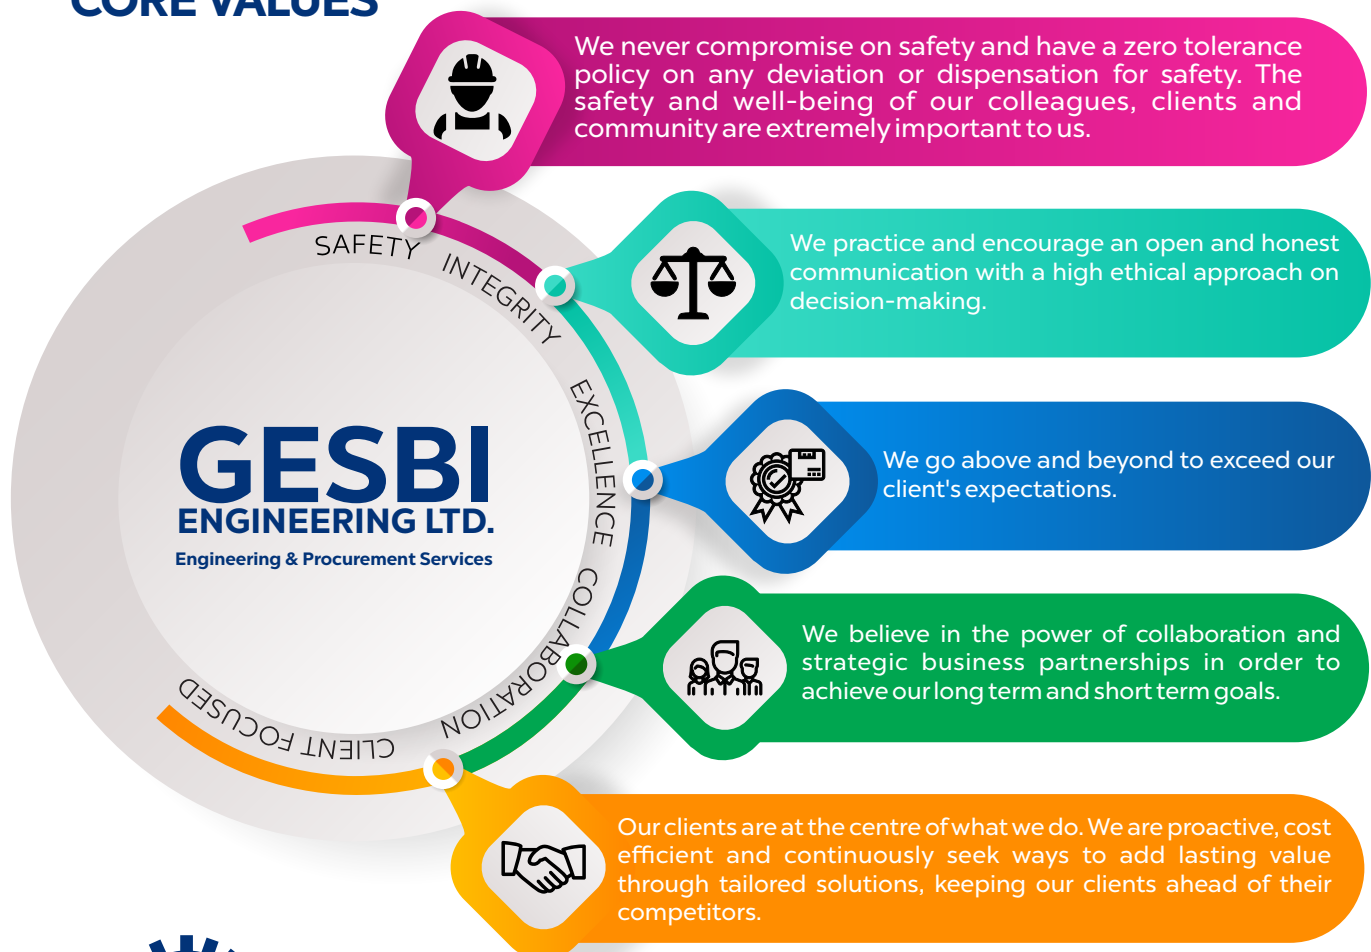 CORE VALUES
We never compromise on safety and have a zero tolerance
policy on any deviation or dispensation for safety. The
safety and well-being of our colleagues, clients and
community are extremely important to us.
SAFETY
INTEGRITY
We practice and encourage an open and honest
communication with a high ethical approach on
decision-making.
EXCELLENCE
We go above and beyond to exceed our
client's expectations.
GESBI
ENGINEERING LTD.
Engineering & Procurement Services
COLLABORATION
We believe in the power of collaboration and
strategic business partnerships in order to
achieve our long term and short term goals.
CLIENT FOCUSED
Our clients are at the centre of what we do. We are proactive, cost
efficient and continuously seek ways to add lasting value
through tailored solutions, keeping our clients ahead of their
competitors.